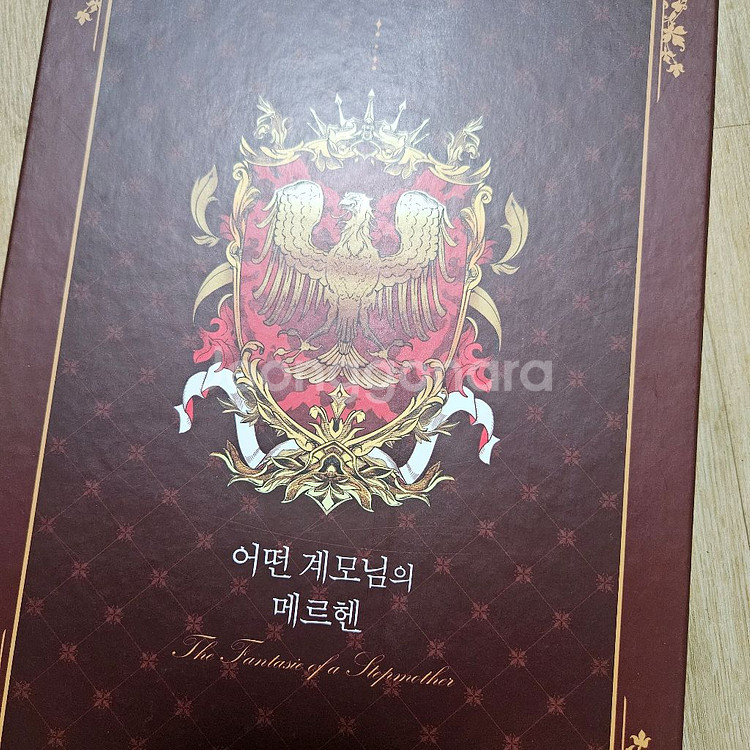 어떤 계모님의
메르헨
The Fantasie of a Stepmother